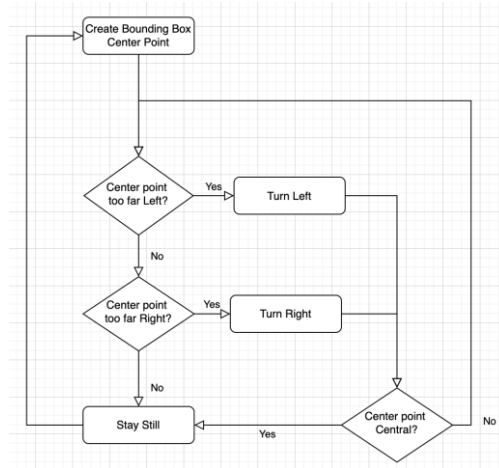 Create Bounding Box
Center Point
Center point
too far Left?
Yes
Turn Left
No
Center point
too far Right?
Yes
Turn Right
No
Stay Still
Yes
Center point
Central?
No